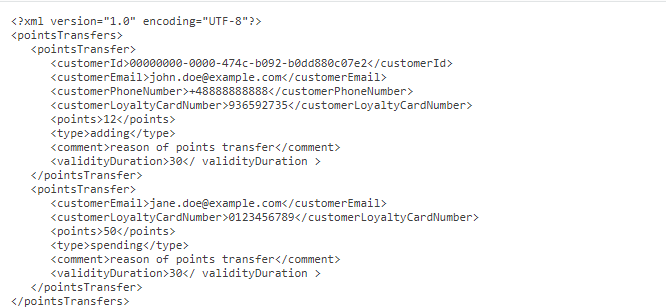 <?xml version="1.0" encoding="UTF-8"?>
<pointsTransfers>
<pointsTransfer>
<customerId>00000000-0000-474c-b092-b0dd880c07e2</customerId>
<customerEmail>john.doe@example.com</customerEmail>
<customerPhoneNumber>+48888888888</customerPhoneNumber>
<customerLoyaltyCardNumber>936592735</customerLoyaltyCardNumber>
<points>12</points>
<type>adding</type>
<comment>reason of points transfer</comment>
<validityDuration>30</ validityDuration >
</pointsTransfer>
<pointsTransfer>
<customerEmail>jane.doe@example.com</customerEmail>
<customerLoyaltyCardNumber>0123456789</customerLoyaltyCardNumber>
<points>50</points>
<type>spending</type>
<comment>reason of points transfer</comment>
<validityDuration>30</ validityDuration >
</pointsTransfer>
</pointsTransfers>